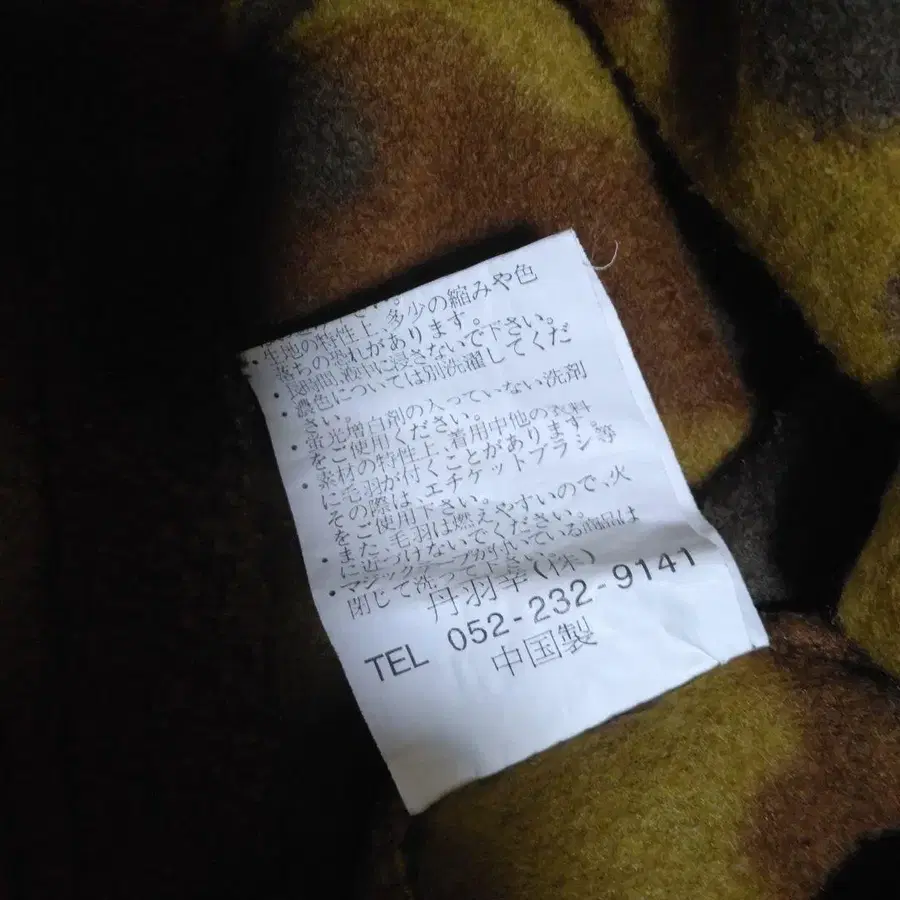 さい。
・生地の特性上、多少の縮みや色
落ちの恐れがあります。
・長時間、液中に浸さないで下さい。
・濃色については別洗濯してくだ
さい。
・蛍光増白剤の入っていない洗剤
をご使用ください。
・素材の特性上、着用中他の衣料
に毛羽が付くことがあります。
その際は、エチケットブラシ等
をご使用下さい。
また、毛羽は燃えやすいので、火
に近づけないでください。
・マジックテープが付いている商品は
閉じて洗って下さい。
丹羽幸(株)
TEL 052-232-9141
中国製